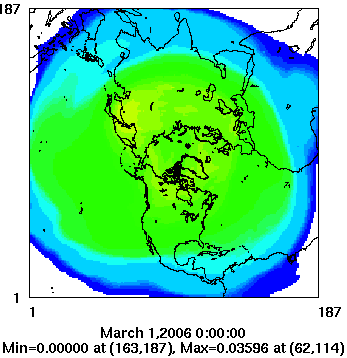 187
1
1
187
March 1,2006 0:00:00
Min=0.00000 at (163,187), Max=0.03596 at (62,114)